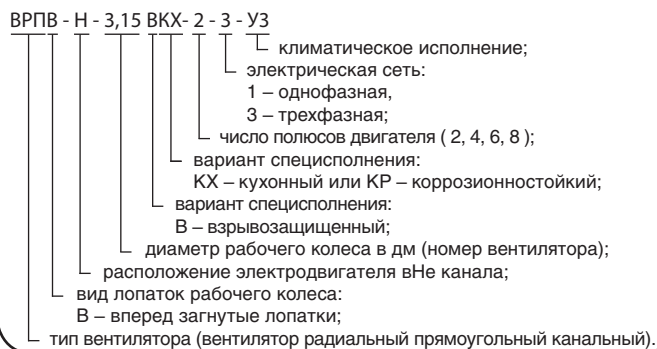 ВРПВ - Н - 3,15 ВКХ- 2 - 3 - У3
климатическое исполнение;
электрическая сеть:
1 – однофазная,
3 – трехфазная;
число полюсов двигателя ( 2, 4, 6, 8 );
вариант специсполнения:
КХ – кухонный или КР – коррозионностойкий;
вариант специсполнения:
В – взрывозащищенный;
диаметр рабочего колеса в дм (номер вентилятора);
расположение электродвигателя вНе канала;
вид лопаток рабочего колеса:
В – вперед загнутые лопатки;
тип вентилятора (вентилятор радиальный прямоугольный канальный).